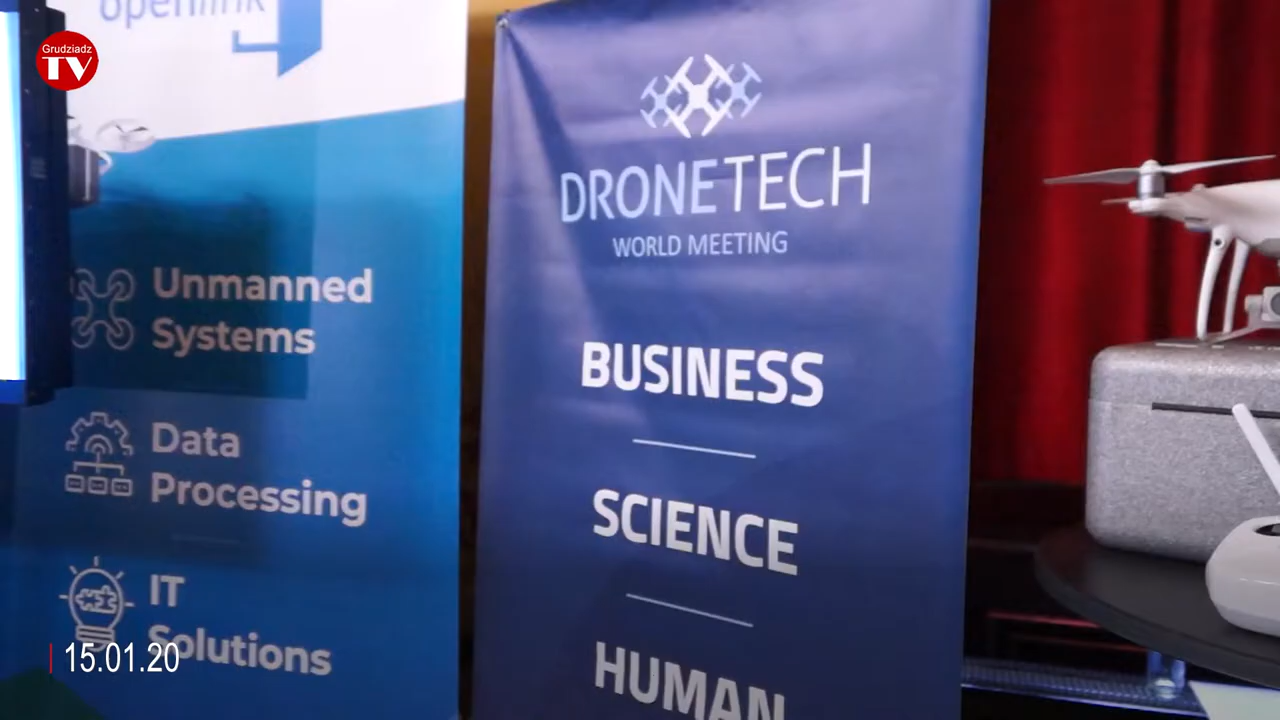 openlink
Grudziadz
TV
Unmanned
Systems
Data
Processing
IT
Solutions
15.01.20
DRONETECH
WORLD MEETING
BUSINESS
SCIENCE
HUMAN